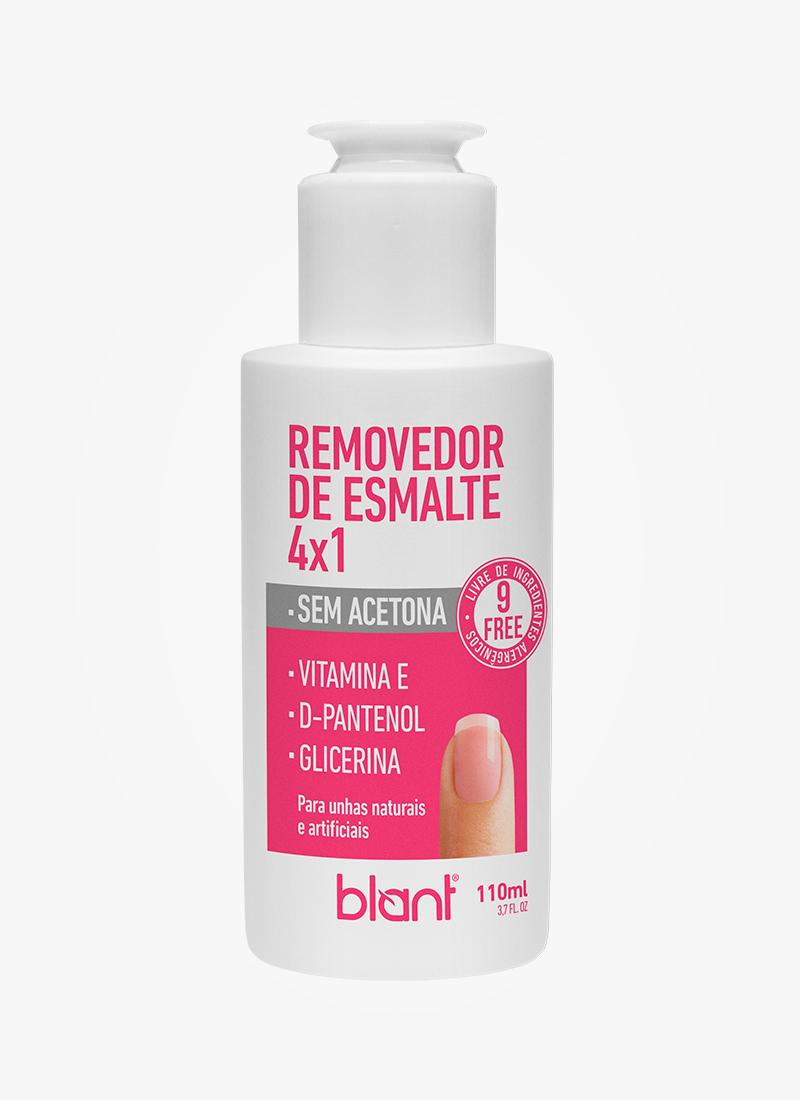 REMOVEDOR
DE ESMALTE
4x1
• SEM ACETONA
LIVRE DE INGREDIENTES ALERGÊNICOS •
9
FREE
• VITAMINA E
• D-PANTENOL
• GLICERINA
Para unhas naturais
e artificiais
blant®
110ml
3,7 FL. OZ